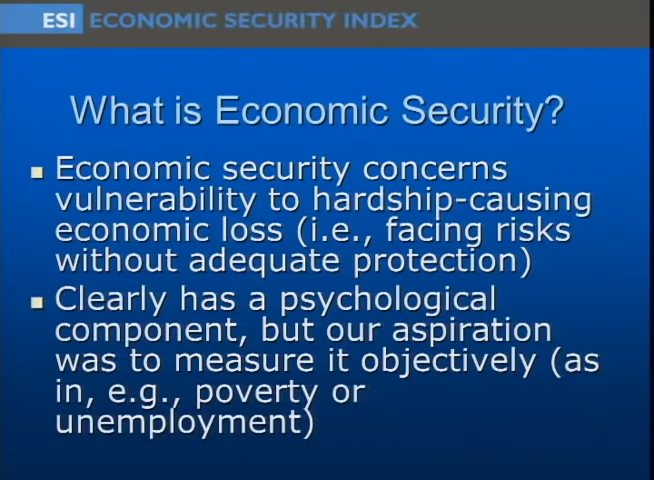 ESI ECONOMIC SECURITY INDEX
What is Economic Security?
Economic security concerns
vulnerability to hardship-causing
economic loss (i.e., facing risks
without adequate protection)
Clearly has a psychological
component, but our aspiration
was to measure it objectively (as
in, e.g., poverty or
unemployment)